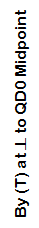 By (T) at ⊥ to QD0 Midpoint